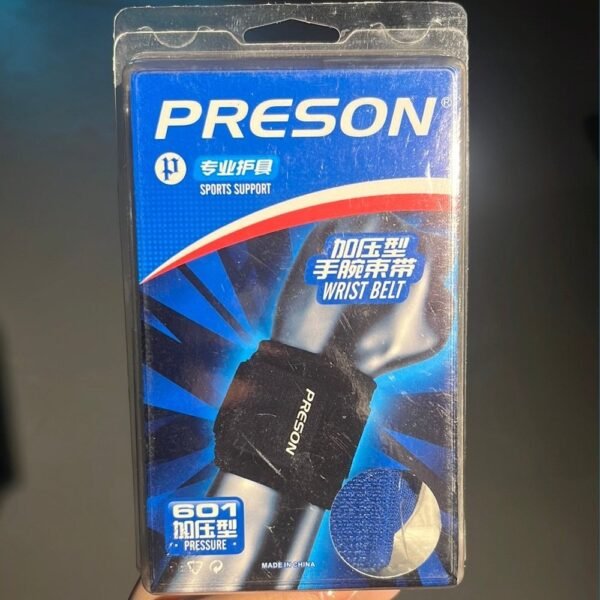 PRESON®
专业护具
SPORTS SUPPORT
加压型
手腕束带
WRIST BELT
PRESON
601
加压型
PRESSURE
MADE IN CHINA